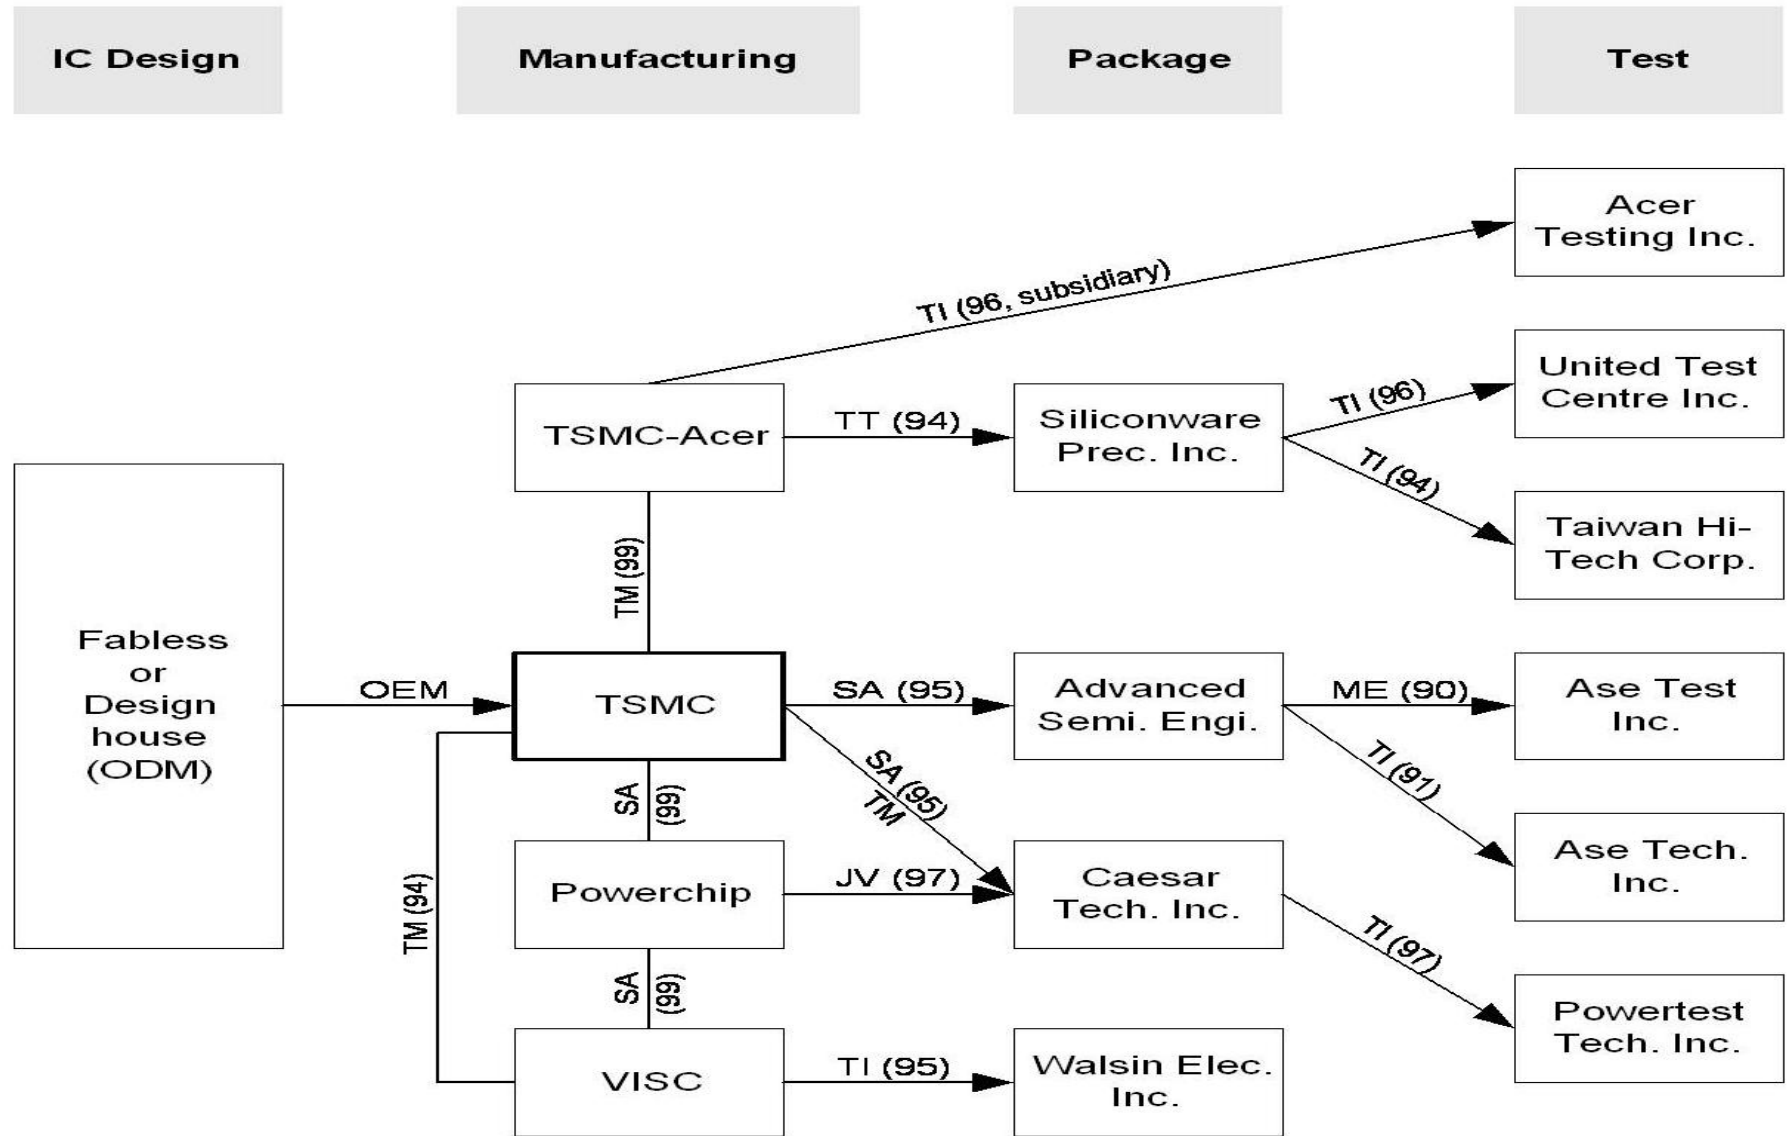 IC Design
Manufacturing
Package
Test
Acer
Testing Inc.
TI (96, subsidiary)
United Test
Centre Inc.
TI (96)
TSMC-Acer
TT (94)
Siliconware
Prec. Inc.
TI (94)
Taiwan Hi-
Tech Corp.
TM (99)
Fabless
or
Design
house
(ODM)
OEM
TSMC
SA (95)
Advanced
Semi. Engi.
ME (90)
Ase Test
Inc.
SA (95)
TM
TI (91)
SA
(99)
Ase Tech.
Inc.
Powerchip
JV (97)
Caesar
Tech. Inc.
TM (94)
TI (97)
SA
(99)
Powertest
Tech. Inc.
VISC
TI (95)
Walsin Elec.
Inc.